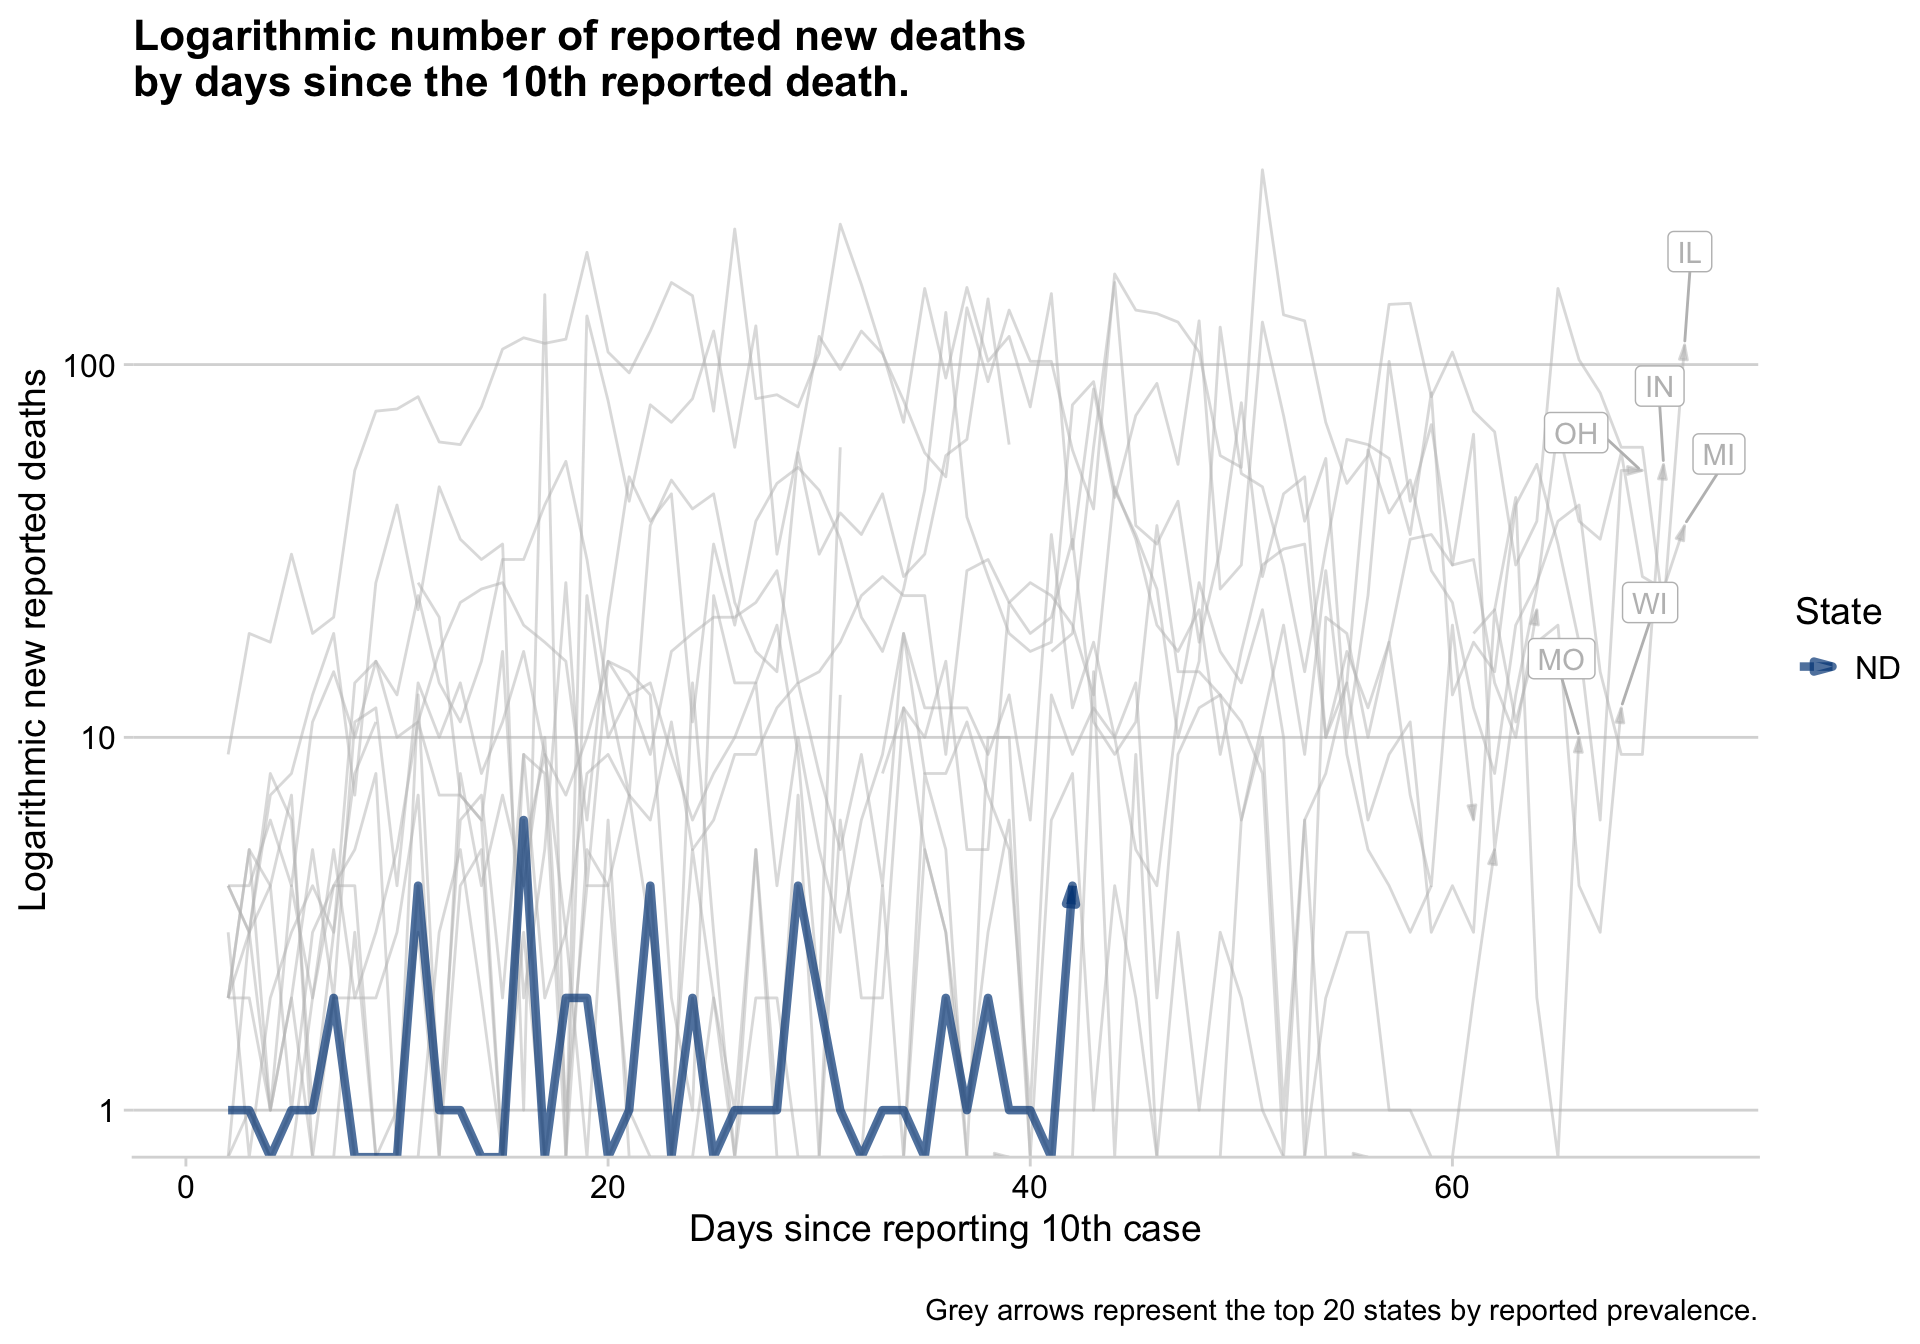 Logarithmic number of reported new deaths
by days since the 10th reported death.
Logarithmic new reported deaths
100
10
1
IL
IN
OH
MI
WI
MO
State
ND
0
20
40
60
Days since reporting 10th case
Grey arrows represent the top 20 states by reported prevalence.